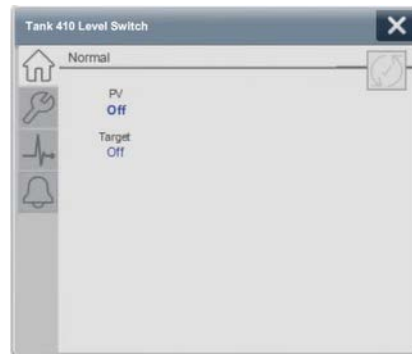 Tank 410 Level Switch
Normal
PV
Off
Target
Off